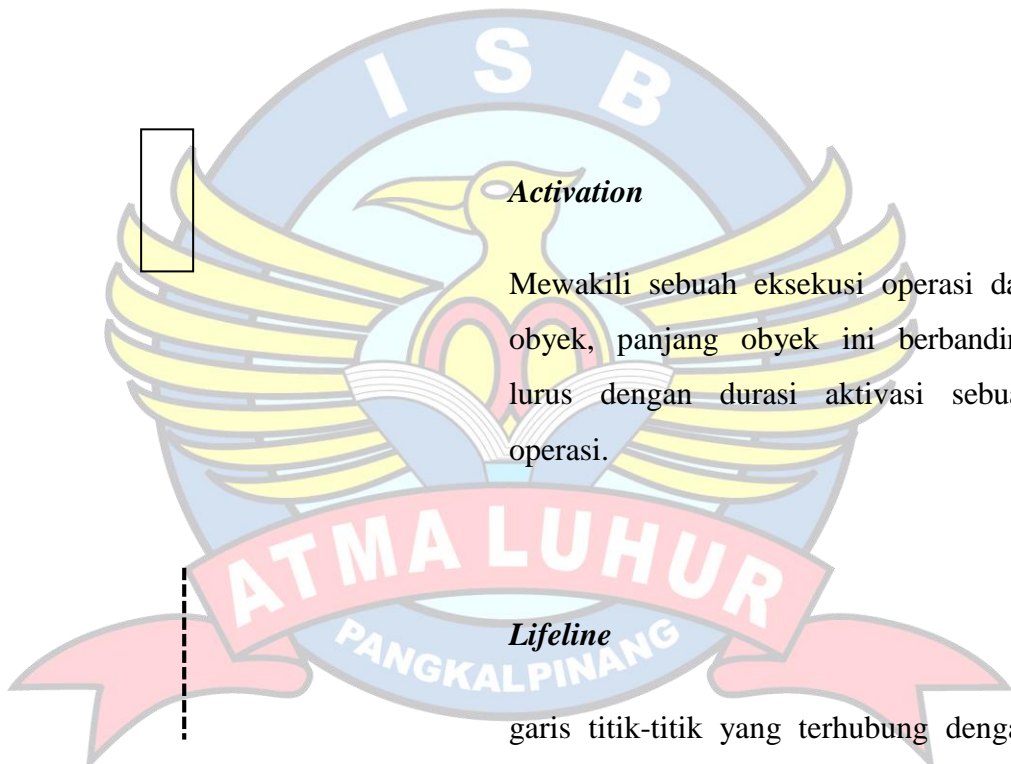 I S B
Activation
Mewakili sebuah eksekusi operasi da
obyek, panjang obyek ini berbandin
lurus dengan durasi aktivasi sebua
operasi.
ATMA LUHUR
Lifeline
PANGKALPINANG
garis titik-titik yang terhubung denga